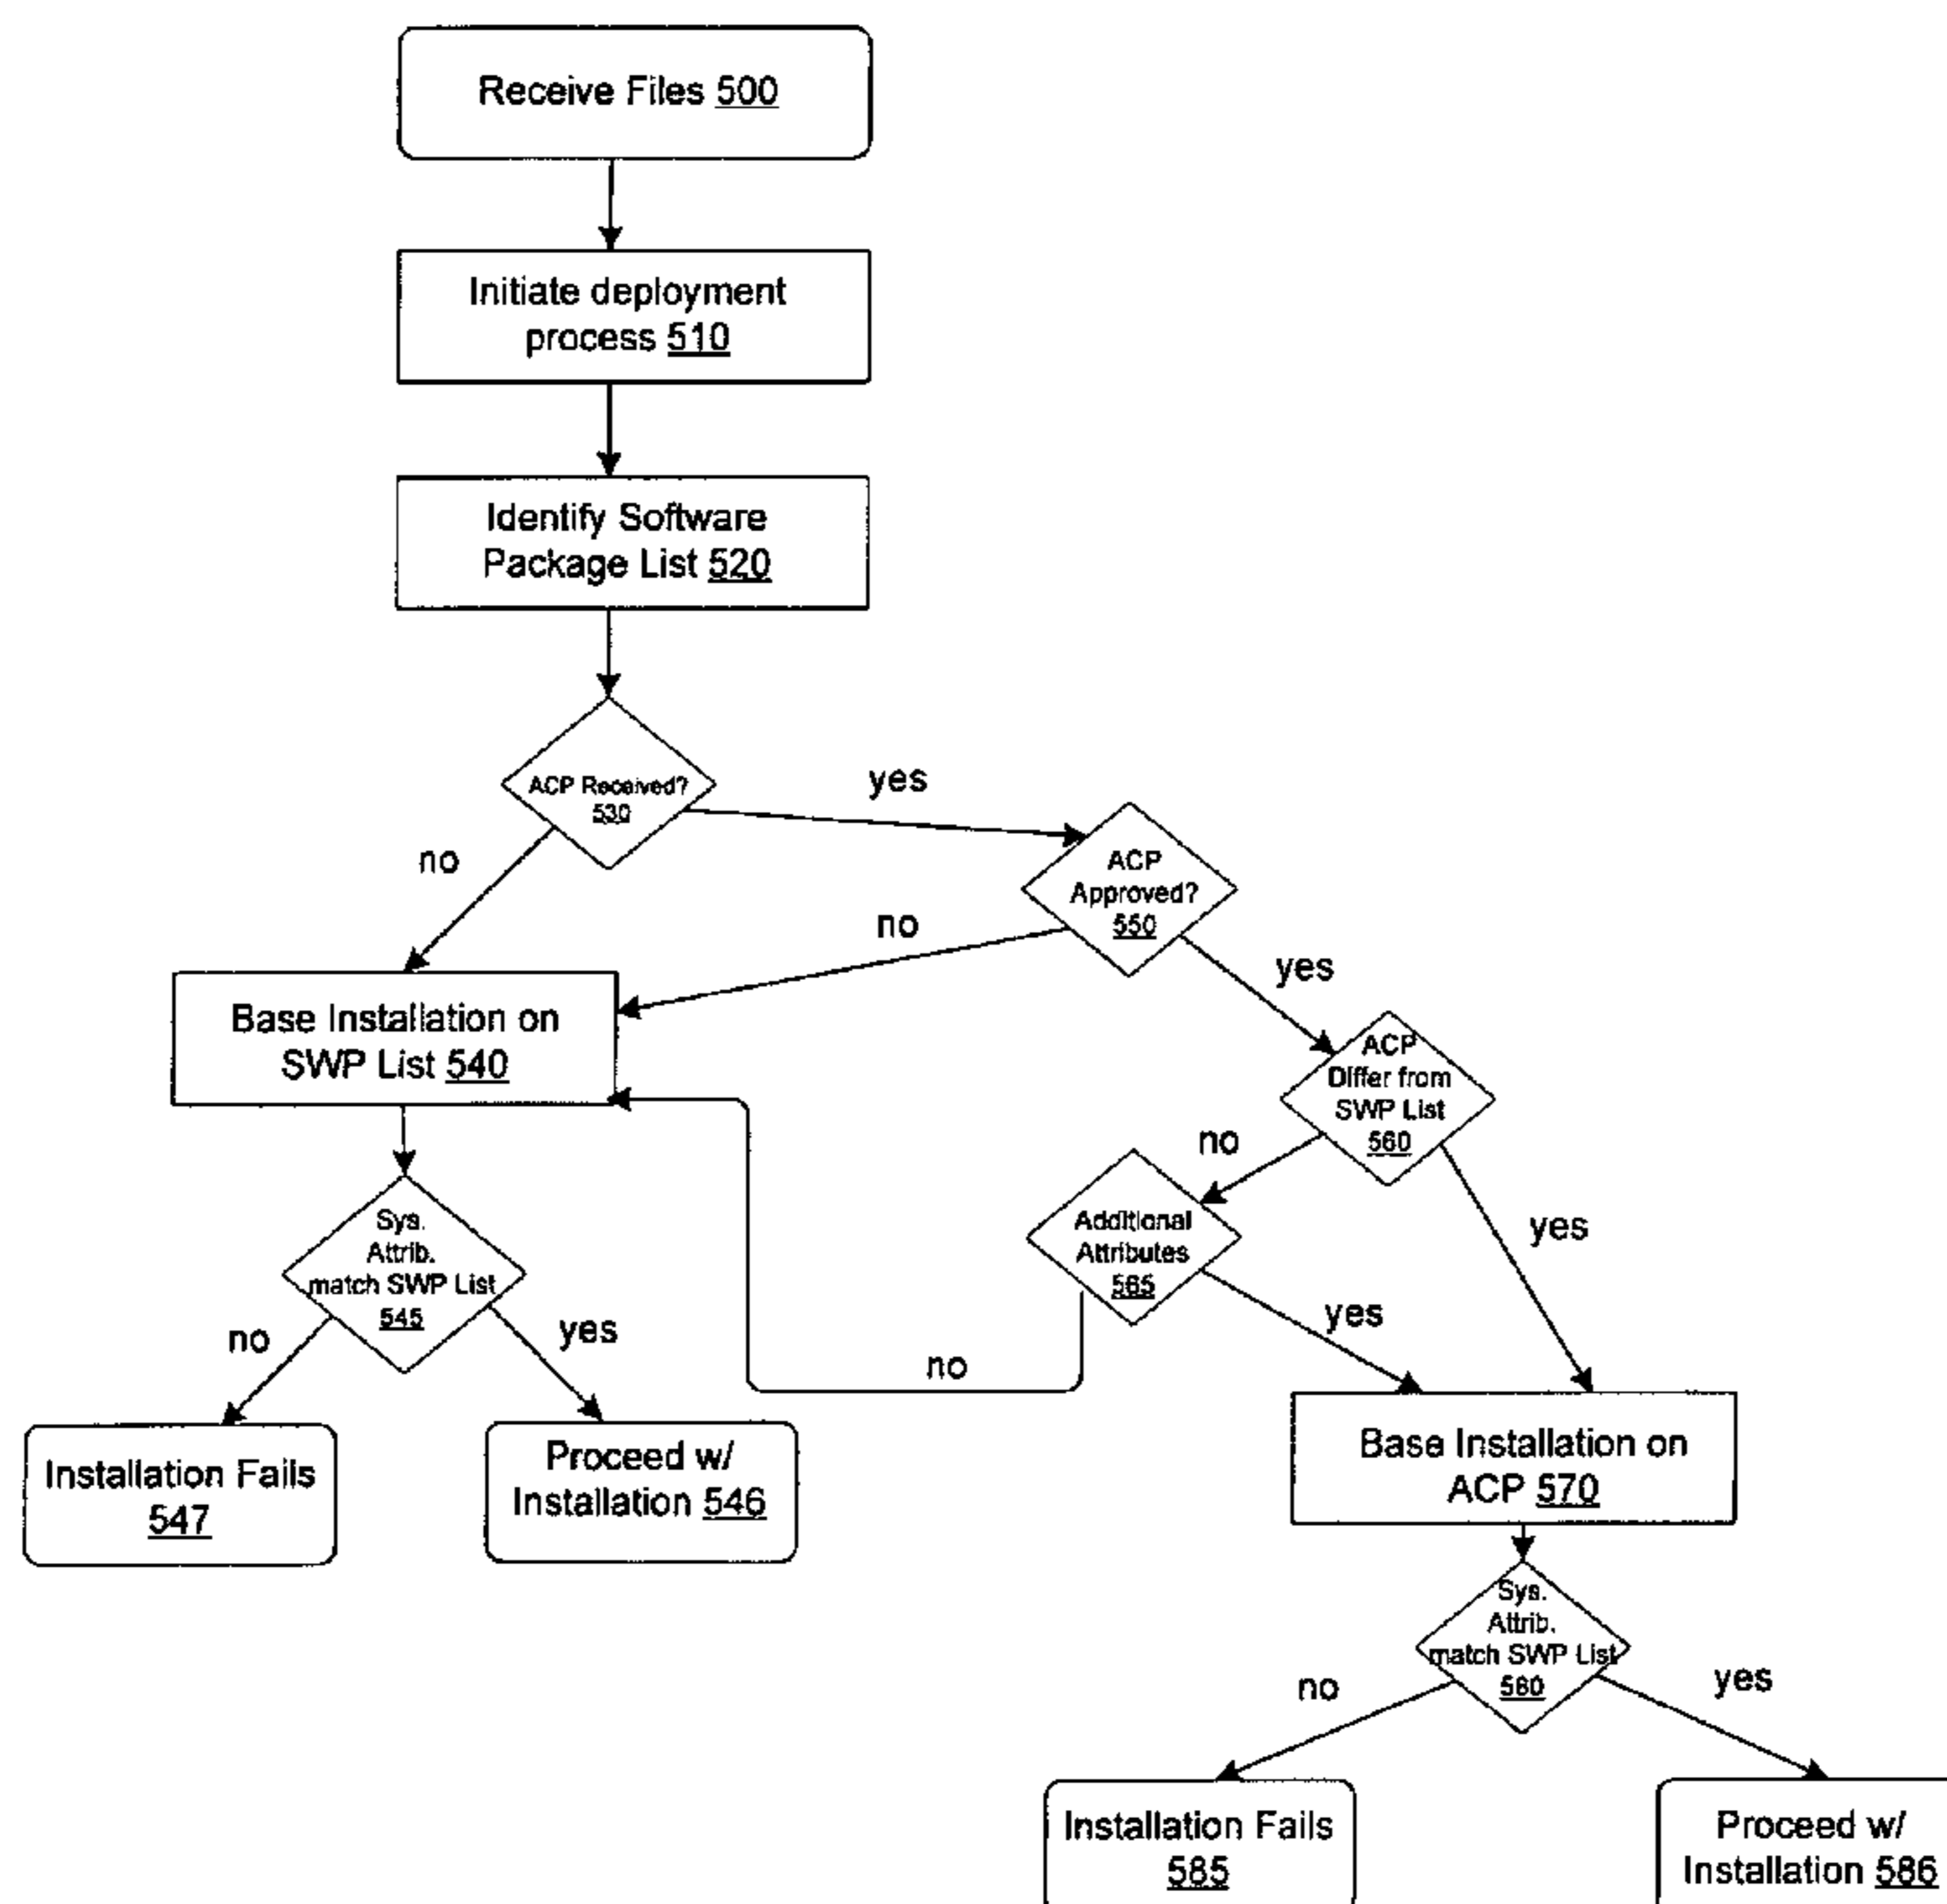 Receive Files 500
Initiate deployment
process 510
Identify Software
Package List 520
ACP Received?
530
yes
no
ACP
Approved?
550
no
yes
Base Installation on
SWP List 540
ACP
Differ from
SWP List
560
no
yes
Sys.
Attrib.
match SWP List
545
no
yes
Additional
Attributes
565
yes
no
Installation Fails
547
Proceed w/
Installation 546
Base Installation on
ACP 570
Sys.
Attrib.
match SWP List
580
no
yes
Installation Fails
585
Proceed w/
Installation 586